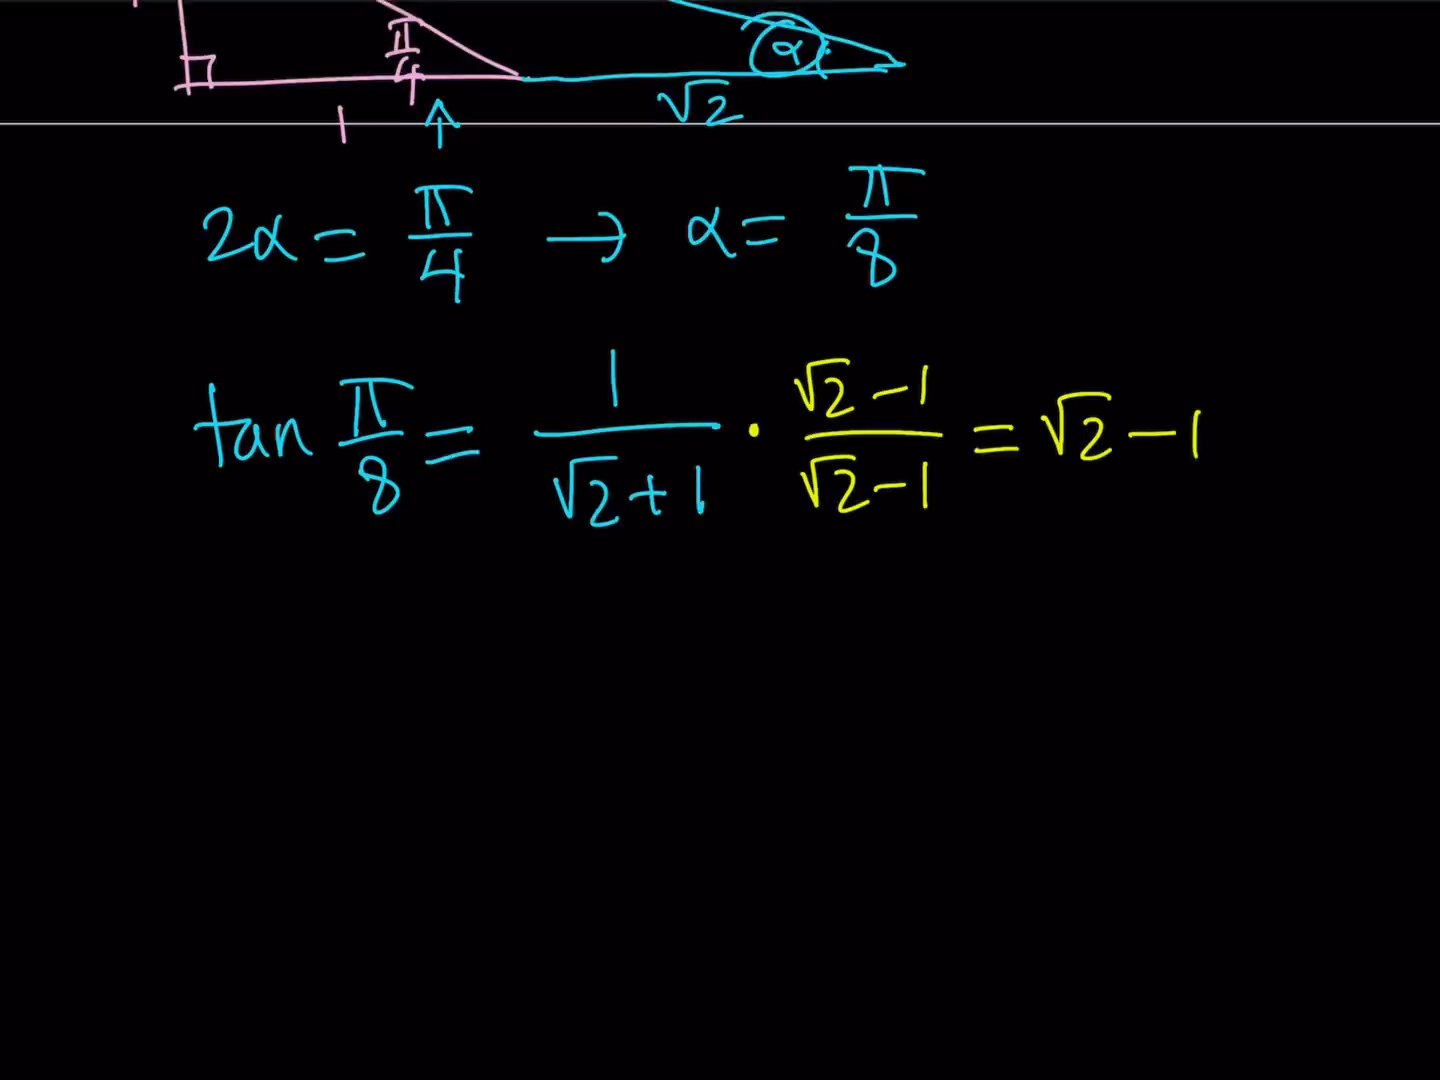 π/4 α
1 √2
2α = π/4 → α = π/8
tan π/8 = 1/(√2+1) · (√2−1)/(√2−1) = √2−1